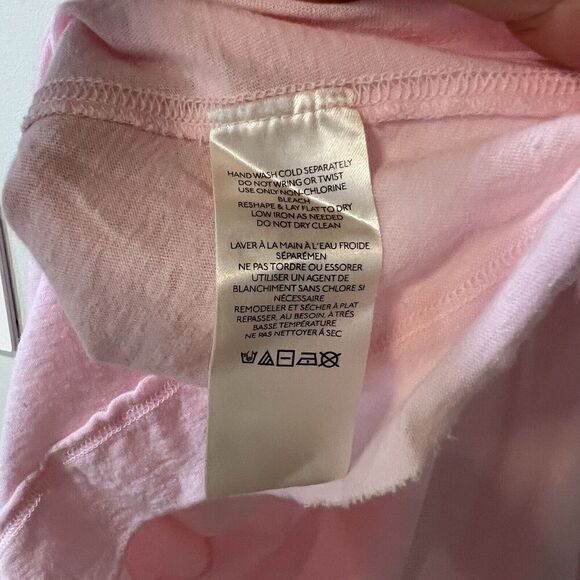 HAND WASH COLD SEPARATELY
DO NOT WRING OR TWIST
USE ONLY NON-CHLORINE
BLEACH
RESHAPE & LAY FLAT TO DRY
LOW IRON AS NEEDED
DO NOT DRY CLEAN
LAVER À LA MAIN À L'EAU FROIDE
SÉPARÉMEN
NE PAS TORDRE OU ESSORER
UTILISER UN AGENT DE
BLANCHIMENT SANS CHLORE SI
NÉCESSAIRE
REMODELER ET SÉCHER À PLAT
REPASSER, AU BESOIN, À TRÉS
BASSE TEMPÉRATURE
NE PAS NETTOYER Á SEC